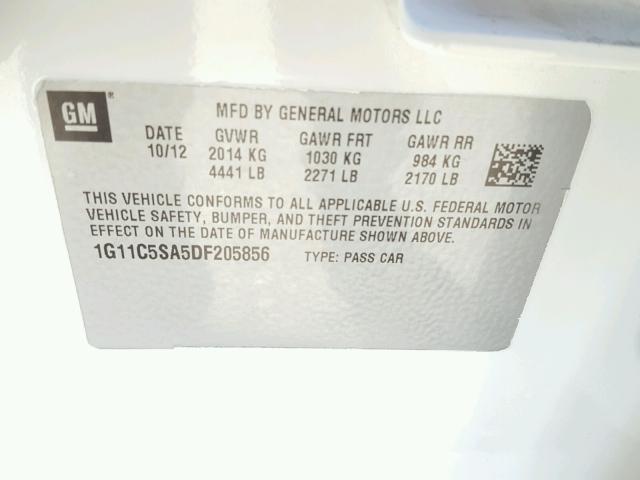 GM ®
MFD BY GENERAL MOTORS LLC
DATE GVWR GAWR FRT GAWR RR
10/12 2014 KG 1030 KG 984 KG
4441 LB 2271 LB 2170 LB
THIS VEHICLE CONFORMS TO ALL APPLICABLE U.S. FEDERAL MOTOR
VEHICLE SAFETY, BUMPER, AND THEFT PREVENTION STANDARDS IN
EFFECT ON THE DATE OF MANUFACTURE SHOWN ABOVE.
1G11C5SA5DF205856 TYPE: PASS CAR